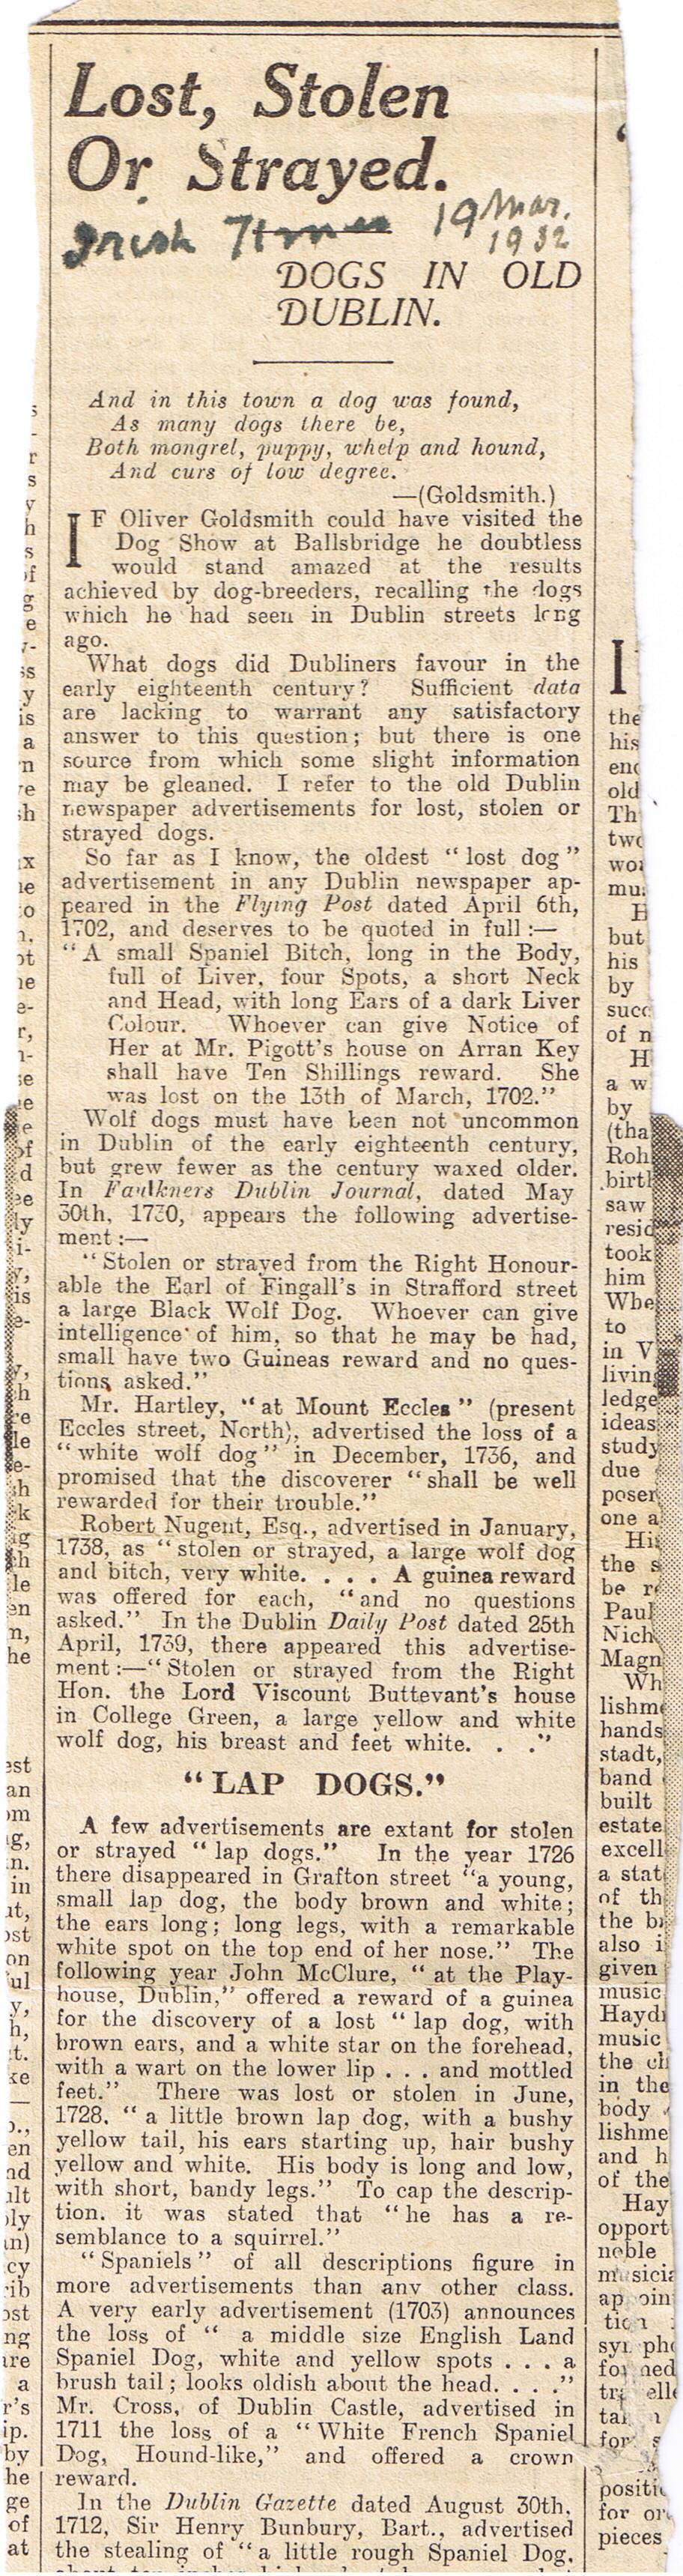 Lost, Stolen
Or Strayed.
Irish Times 19 Mar.
1932
DOGS IN OLD
DUBLIN.
And in this town a dog was found,
As many dogs there be,
Both mongrel, puppy, whelp and hound,
And curs of low degree.
—(Goldsmith.)
IF Oliver Goldsmith could have visited the
Dog Show at Ballsbridge he doubtless
would stand amazed at the results
achieved by dog-breeders, recalling the dogs
which he had seen in Dublin streets long
ago.
What dogs did Dubliners favour in the
early eighteenth century? Sufficient data
are lacking to warrant any satisfactory
answer to this question; but there is one
source from which some slight information
may be gleaned. I refer to the old Dublin
newspaper advertisements for lost, stolen or
strayed dogs.
So far as I know, the oldest "lost dog"
advertisement in any Dublin newspaper ap-
peared in the Flying Post dated April 6th,
1702, and deserves to be quoted in full:—
"A small Spaniel Bitch, long in the Body,
full of Liver, four Spots, a short Neck
and Head, with long Ears of a dark Liver
Colour. Whoever can give Notice of
Her at Mr. Pigott's house on Arran Key
shall have Ten Shillings reward. She
was lost on the 13th of March, 1702."
Wolf dogs must have been not uncommon
in Dublin of the early eighteenth century,
but grew fewer as the century waxed older.
In Faulkners Dublin Journal, dated May
30th, 1730, appears the following advertise-
ment:—
"Stolen or strayed from the Right Honour-
able the Earl of Fingall's in Strafford street
a large Black Wolf Dog. Whoever can give
intelligence of him, so that he may be had,
small have two Guineas reward and no ques-
tions asked."
Mr. Hartley, "at Mount Eccles" (present
Eccles street, North), advertised the loss of a
"white wolf dog" in December, 1736, and
promised that the discoverer "shall be well
rewarded for their trouble."
Robert Nugent, Esq., advertised in January,
1738, as "stolen or strayed, a large wolf dog
and bitch, very white. . . . A guinea reward
was offered for each, "and no questions
asked." In the Dublin Daily Post dated 25th
April, 1739, there appeared this advertise-
ment:—"Stolen or strayed from the Right
Hon. the Lord Viscount Buttevant's house
in College Green, a large yellow and white
wolf dog, his breast and feet white. . ."
"LAP DOGS."
A few advertisements are extant for stolen
or strayed "lap dogs." In the year 1726
there disappeared in Grafton street "a young,
small lap dog, the body brown and white;
the ears long; long legs, with a remarkable
white spot on the top end of her nose." The
following year John McClure, "at the Play-
house, Dublin," offered a reward of a guinea
for the discovery of a lost "lap dog, with
brown ears, and a white star on the forehead,
with a wart on the lower lip . . . and mottled
feet." There was lost or stolen in June,
1728, "a little brown lap dog, with a bushy
yellow tail, his ears starting up, hair bushy
yellow and white. His body is long and low,
with short, bandy legs." To cap the descrip-
tion, it was stated that "he has a re-
semblance to a squirrel."
"Spaniels" of all descriptions figure in
more advertisements than any other class.
A very early advertisement (1703) announces
the loss of " a middle size English Land
Spaniel Dog, white and yellow spots . . . a
brush tail; looks oldish about the head. . . ."
Mr. Cross, of Dublin Castle, advertised in
1711 the loss of a "White French Spaniel
Dog, Hound-like," and offered a crown
reward.
In the Dublin Gazette dated August 30th,
1712, Sir Henry Bunbury, Bart., advertised
the stealing of "a little rough Spaniel Dog,